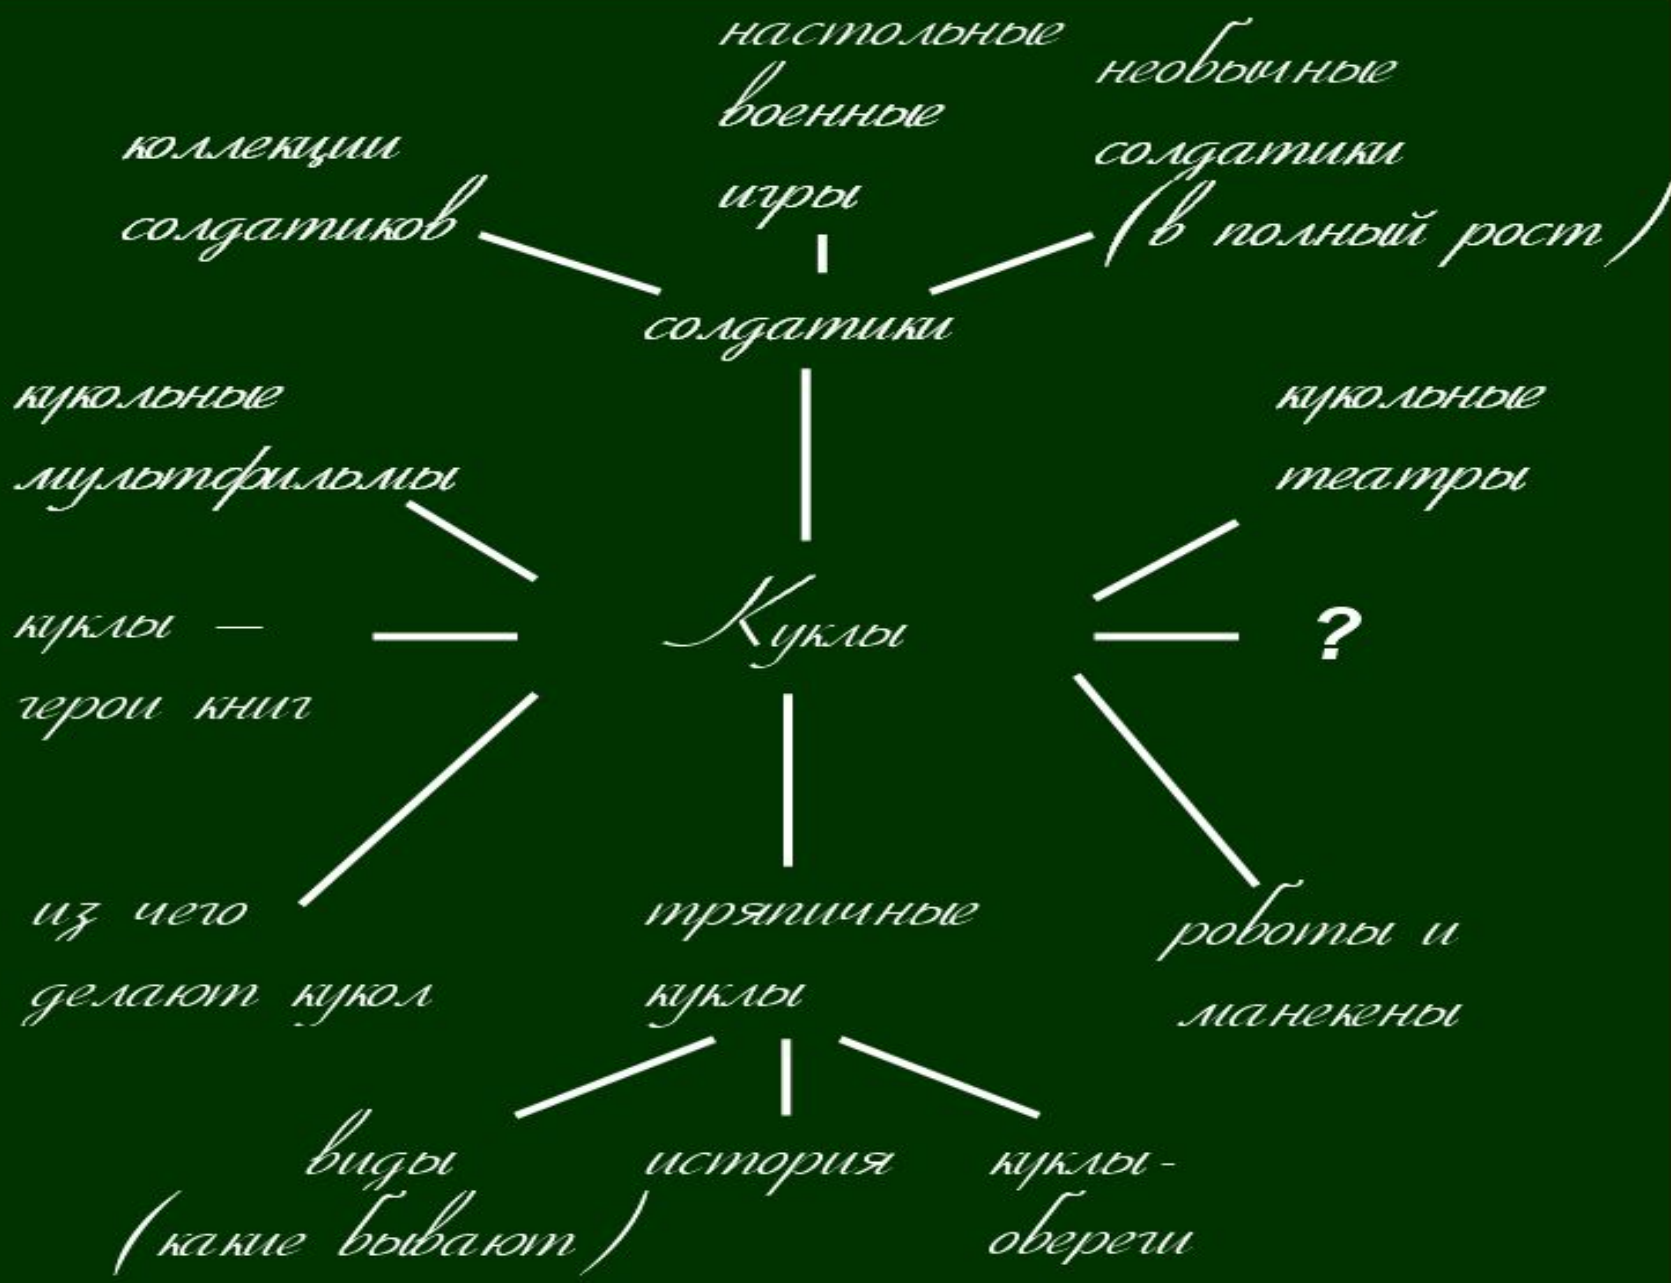 настольные
военные
игры
необычные
солдатики
(в полный рост)
коллекции
солдатиков
солдатики
кукольные
мультфильмы
кукольные
театры
куклы —
герои книг
Куклы
?
из чего
делают кукол
тряпичные
куклы
роботы и
манекены
виды
(какие бывают)
история
куклы-
обереги